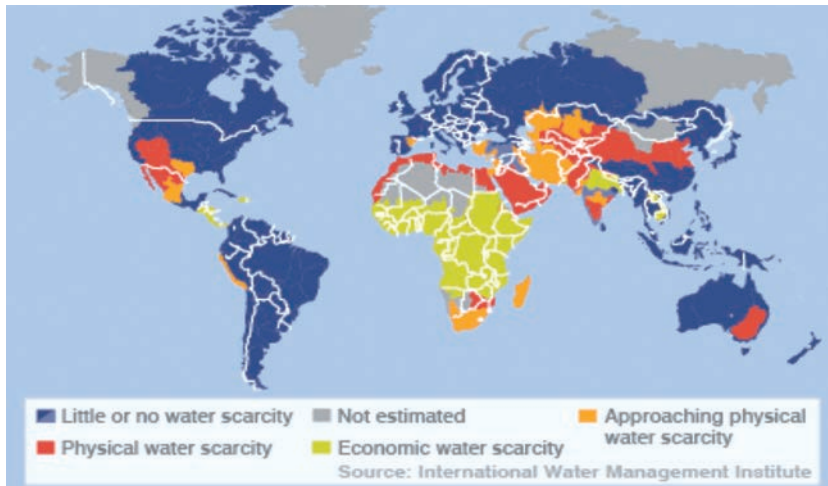 Little or no water scarcity
Not estimated
Approaching physical
water scarcity
Physical water scarcity
Economic water scarcity
Source: International Water Management Institute